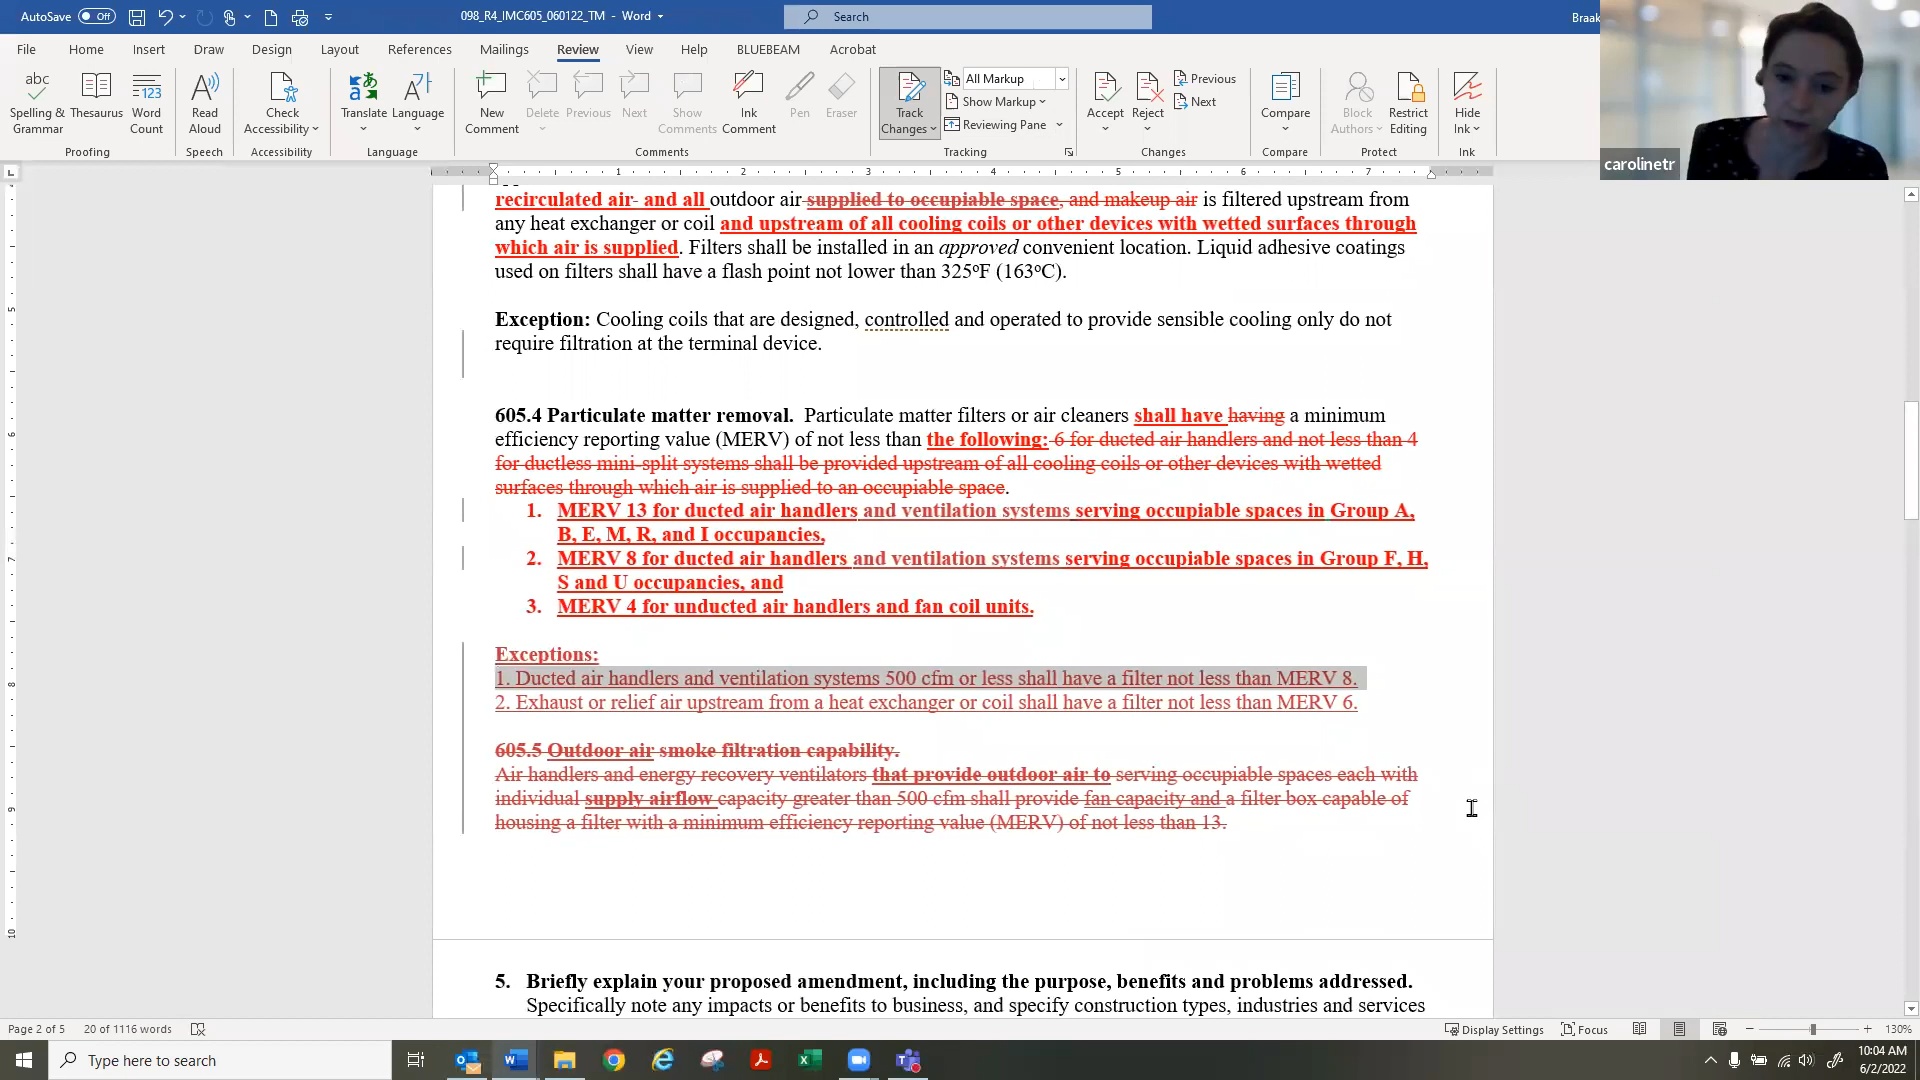 AutoSave Off 098_R4_IMC605_060122_TM - Word Search Braak
File Home Insert Draw Design Layout References Mailings Review View Help BLUEBEAM Acrobat
Spelling & Grammar Thesaurus Word Count Read Aloud Check Accessibility Translate Language New Comment Delete Previous Next Show Comments Ink Comment Pen Eraser Track Changes All Markup Show Markup Reviewing Pane Accept Reject Previous Next Compare Block Authors Restrict Editing Hide Ink
Proofing Speech Accessibility Language Comments Tracking Changes Compare Protect Ink
carolinetr
1 2 3 4 5 6 7
recirculated air- and all outdoor air supplied to occupiable space, and makeup air is filtered upstream from
any heat exchanger or coil and upstream of all cooling coils or other devices with wetted surfaces through
which air is supplied. Filters shall be installed in an approved convenient location. Liquid adhesive coatings
used on filters shall have a flash point not lower than 325ºF (163ºC).
Exception: Cooling coils that are designed, controlled and operated to provide sensible cooling only do not
require filtration at the terminal device.
605.4 Particulate matter removal. Particulate matter filters or air cleaners shall have having a minimum
efficiency reporting value (MERV) of not less than the following: 6 for ducted air handlers and not less than 4
for ductless mini-split systems shall be provided upstream of all cooling coils or other devices with wetted
surfaces through which air is supplied to an occupiable space.
1. MERV 13 for ducted air handlers and ventilation systems serving occupiable spaces in Group A,
B, E, M, R, and I occupancies,
2. MERV 8 for ducted air handlers and ventilation systems serving occupiable spaces in Group F, H,
S and U occupancies, and
3. MERV 4 for unducted air handlers and fan coil units.
Exceptions:
1. Ducted air handlers and ventilation systems 500 cfm or less shall have a filter not less than MERV 8.
2. Exhaust or relief air upstream from a heat exchanger or coil shall have a filter not less than MERV 6.
605.5 Outdoor air smoke filtration capability.
Air handlers and energy recovery ventilators that provide outdoor air to serving occupiable spaces each with
individual supply airflow capacity greater than 500 cfm shall provide fan capacity and a filter box capable of
housing a filter with a minimum efficiency reporting value (MERV) of not less than 13.
5. Briefly explain your proposed amendment, including the purpose, benefits and problems addressed.
Specifically note any impacts or benefits to business, and specify construction types, industries and services
Page 2 of 5 20 of 1116 words Display Settings Focus 130%
Type here to search
10:04 AM
6/2/2022